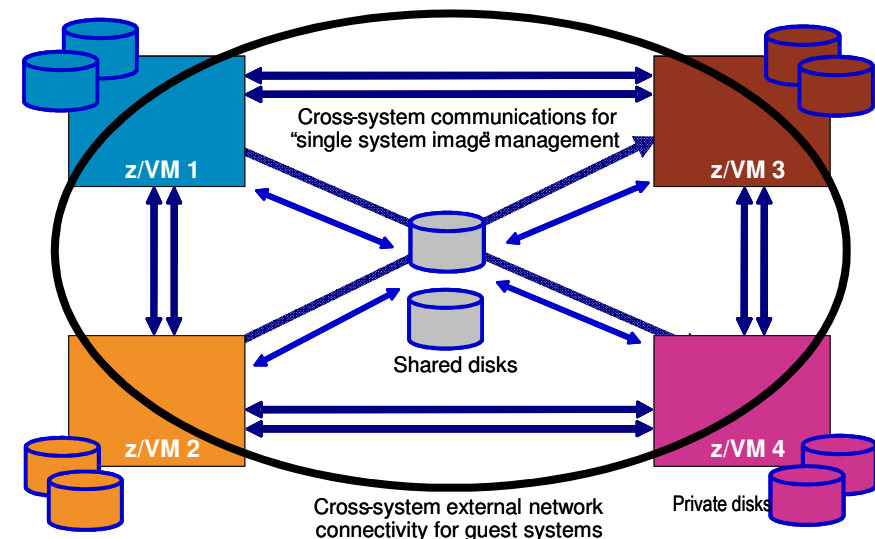 Cross-system communications for
“single system image” management
z/VM 1
z/VM 3
Shared disks
z/VM 2
z/VM 4
Cross-system external network
connectivity for guest systems
Private disks